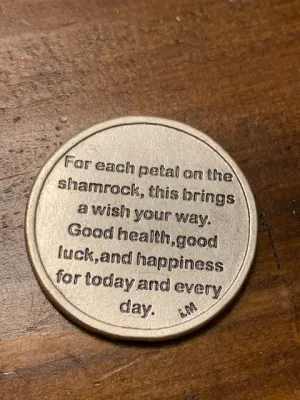 For each petal on the
shamrock, this brings
a wish your way.
Good health,good
luck,and happiness
for today and every
day.